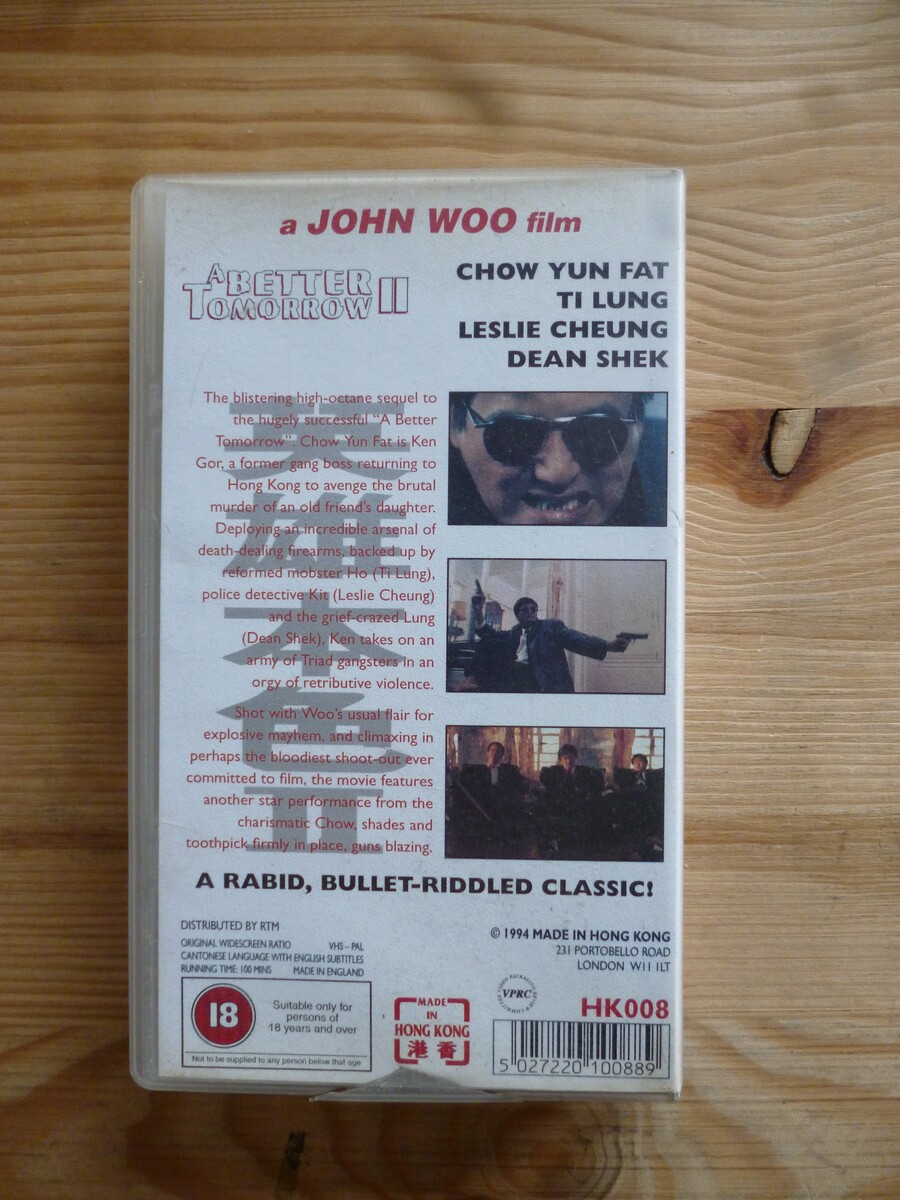 a JOHN WOO film
A BETTER
TOMORROW II
CHOW YUN FAT
TI LUNG
LESLIE CHEUNG
DEAN SHEK
英雄本色II
The blistering high-octane sequel to
the hugely successful "A Better
Tomorrow". Chow Yun Fat is Ken
Gor, a former gang boss returning to
Hong Kong to avenge the brutal
murder of an old friend's daughter.
Deploying an incredible arsenal of
death-dealing firearms, backed up by
reformed mobster Ho (Ti Lung),
police detective Kit (Leslie Cheung)
and the grief-crazed Lung
(Dean Shek), Ken takes on an
army of Triad gangsters in an
orgy of retributive violence.
Shot with Woo's usual flair for
explosive mayhem, and climaxing in
perhaps the bloodiest shoot-out ever
committed to film, the movie features
another star performance from the
charismatic Chow, shades and
toothpick firmly in place, guns blazing.
A RABID, BULLET-RIDDLED CLASSIC!
DISTRIBUTED BY RTM
ORIGINAL WIDESCREEN RATIO VHS – PAL
CANTONESE LANGUAGE WITH ENGLISH SUBTITLES
RUNNING TIME: 100 MINS MADE IN ENGLAND
© 1994 MADE IN HONG KONG
231 PORTOBELLO ROAD
LONDON W11 1LT
18
Suitable only for
persons of
18 years and over
Not to be supplied to any person below that age
MADE
IN
HONG KONG
港香
VPRC
HK008
5 027220 100889